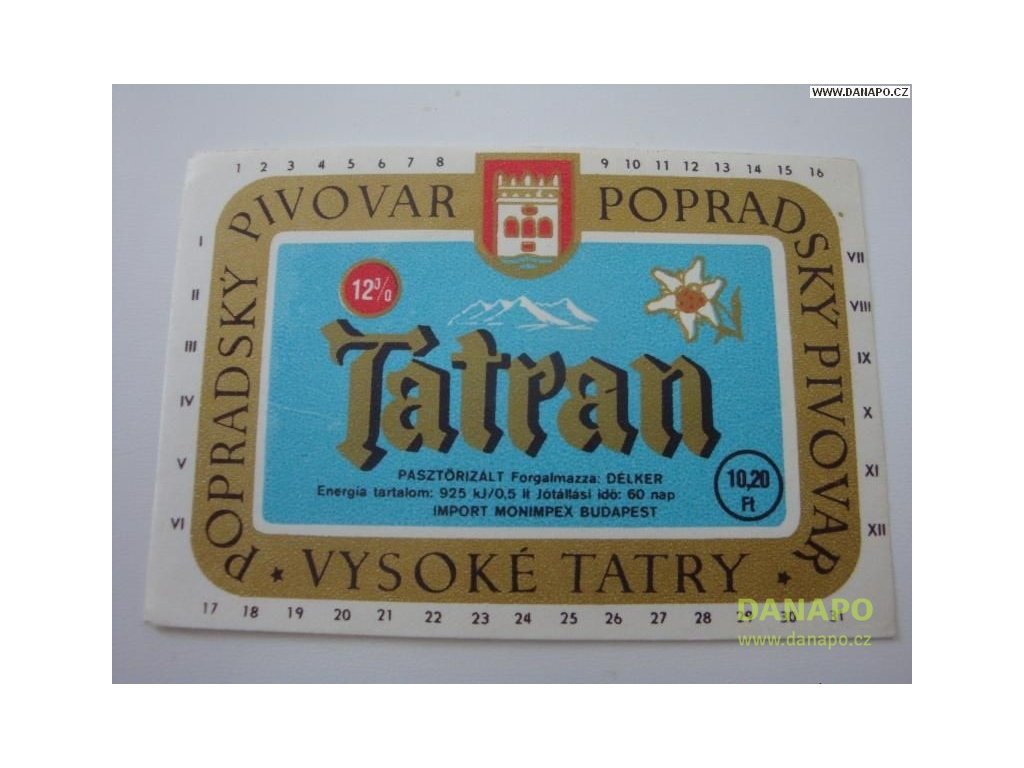 WWW.DANAPO.CZ
1 2 3 4 5 6 7 8 9 10 11 12 13 14 15 16
POPRADSKÝ PIVOVAR
POPRADSKÝ PIVOVAR
I
II
III
IV
V
VI
VII
VIII
IX
X
XI
XII
12%
Tatran
PASZTŐRIZÁLT Forgalmazza: DÉLKER
Energia tartalom: 925 kJ/0,5 lt Jótállási idő: 60 nap
IMPORT MONIMPEX BUDAPEST
10,20
Ft
★ VYSOKÉ TATRY ★
17 18 19 20 21 22 23 24 25 26 27 28 29 30 31
DANAPO
www.danapo.cz